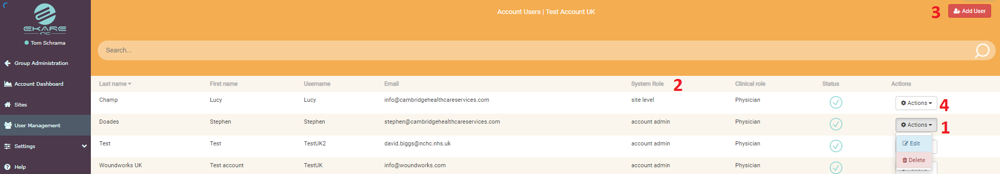 EKARE
INC
Tom Schrama
Group Administration
Account Dashboard
Sites
User Management
Settings
Help
Account Users | Test Account UK
3 Add User
Search...
Last name First name Username Email System Role 2 Clinical role Status Actions
Champ Lucy Lucy info@cambridgehealthcareservices.com site level Physician Actions 4
Doades Stephen Stephen stephen@cambridgehealthcareservices.com account admin Physician Actions 1
Test Test TestUK2 david.biggs@nchc.nhs.uk account admin Physician
Edit
Delete
Woundworks UK Test account TestUK info@woundworks.com account admin Physician